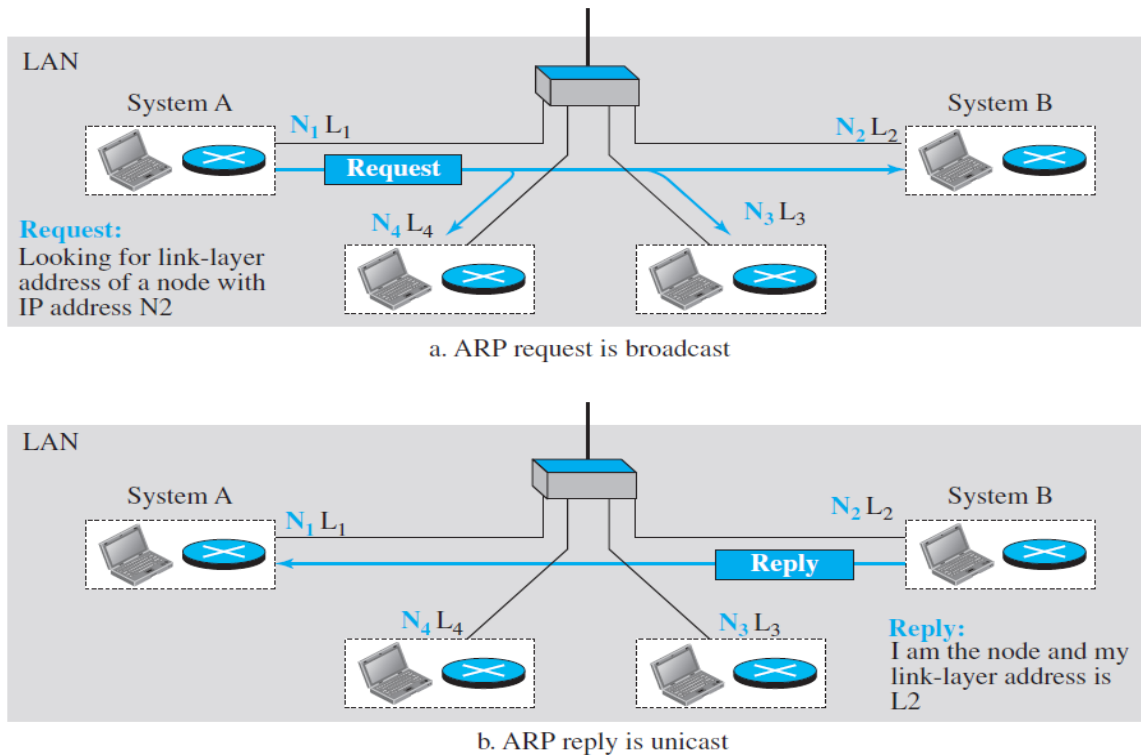 LAN
System A
System B
N₁ L₁
N₂ L₂
Request
N₄ L₄
N₃ L₃
Request:
Looking for link-layer
address of a node with
IP address N2
a. ARP request is broadcast
LAN
System A
System B
N₁ L₁
N₂ L₂
Reply
N₄ L₄
N₃ L₃
Reply:
I am the node and my
link-layer address is
L2
b. ARP reply is unicast